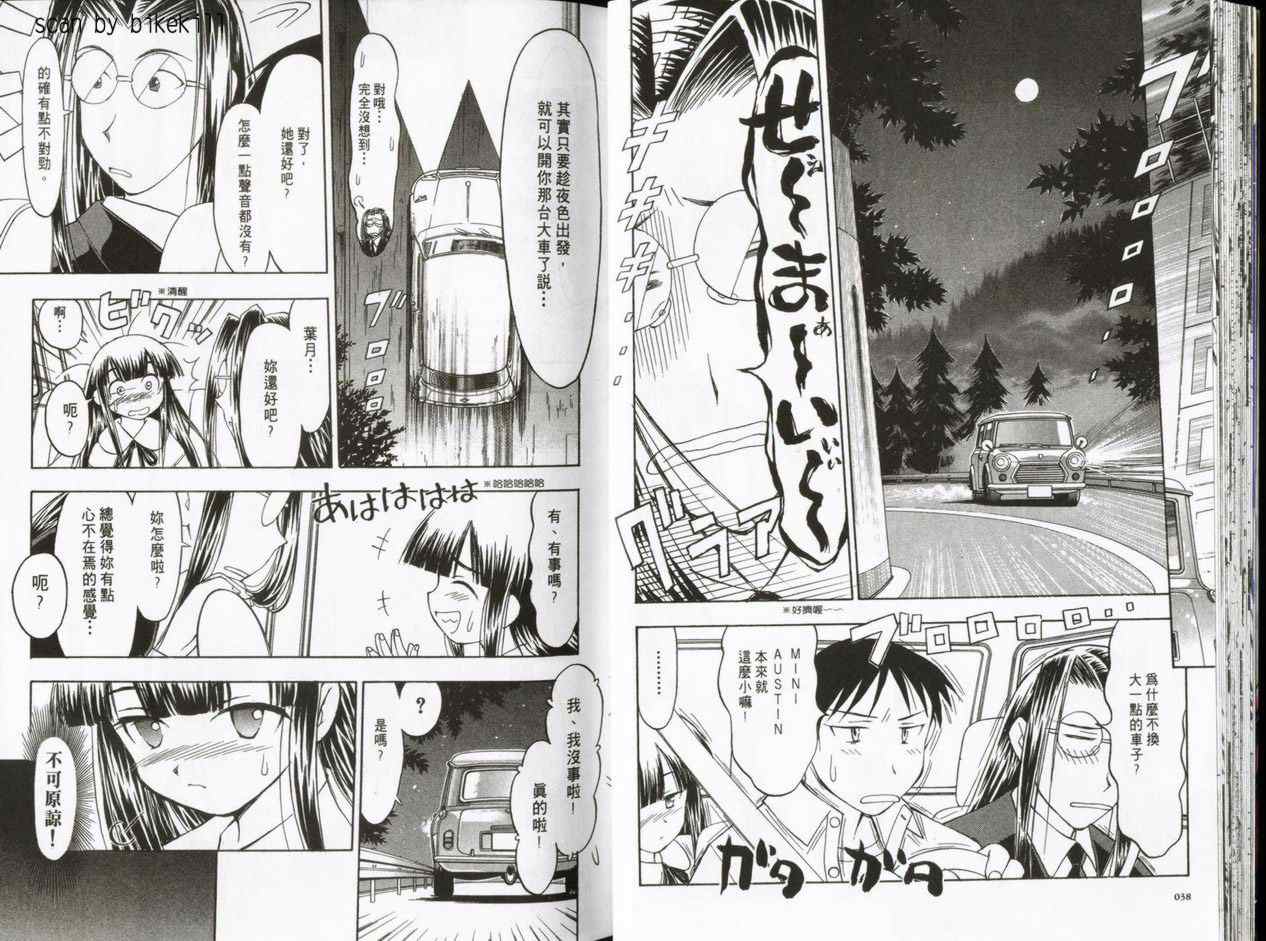 scan by bikekill
ブロロロロ
せ〜ま〜い〜
ぇ
ぁ
ぃぃ
キキキ
グラァ
※好擠喔〜〜
為什麼不換
大一點的車子？
ブロロロロ
MINI
AUSTIN
本來就
這麼小嘛！
………
ガタ
ガタ
038
其實只要趁夜色出發，
就可以開你那台大車了說…
對哦…
完全沒想到…
ブロロロ
對了，
她還好吧？
怎麼一點聲音都沒有？
的確有點不對勁。
葉月…
妳還好吧？
※清醒
ビクッ
啊…
呃？
有、有事嗎？
※哈哈哈哈哈
あはははは
妳怎麼啦？
總覺得妳有點
心不在焉的感覺…
呃？
我、我沒事啦！
真的啦！
？
是嗎？
不可原諒！